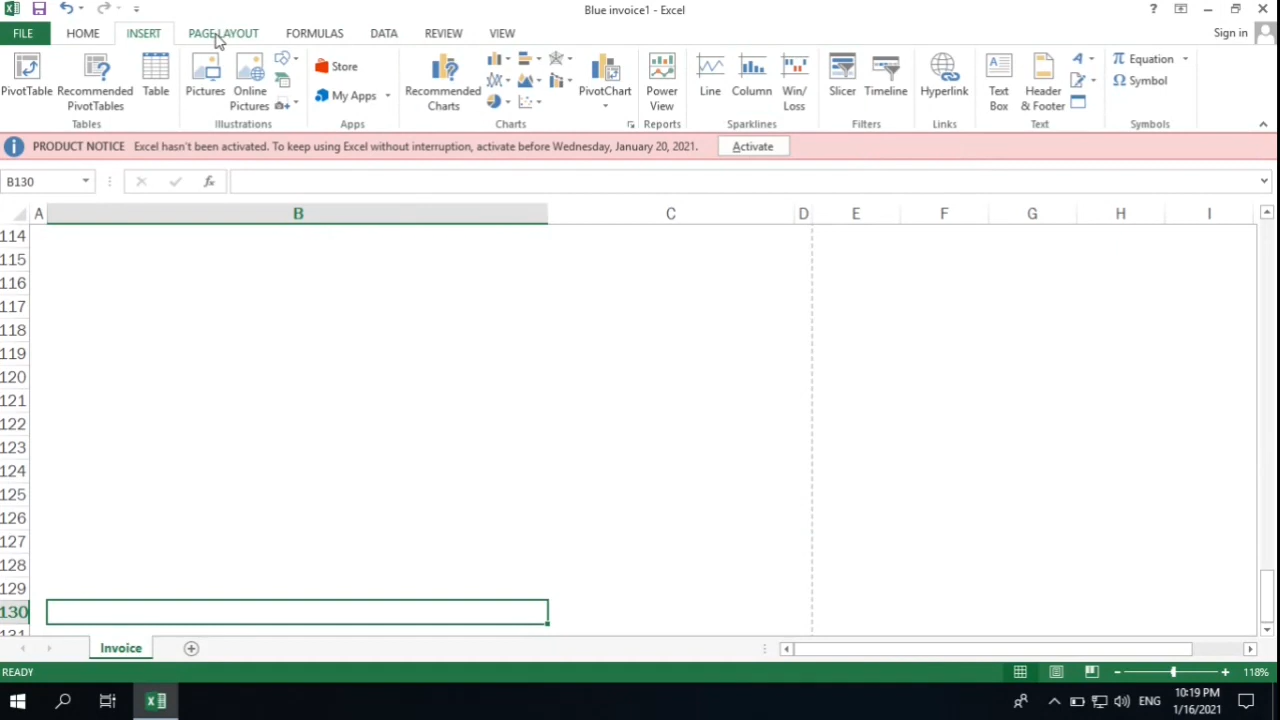 Blue invoice1 - Excel
FILE HOME INSERT PAGE LAYOUT FORMULAS DATA REVIEW VIEW Sign in
PivotTable
Recommended
PivotTables
Table
Tables
Pictures
Online
Pictures
Illustrations
Store
My Apps
Apps
Recommended
Charts
PivotChart
Charts
Power
View
Reports
Line
Column
Win/
Loss
Sparklines
Slicer
Timeline
Filters
Hyperlink
Links
Text
Box
Header
& Footer
Text
Equation
Symbol
Symbols
PRODUCT NOTICE Excel hasn't been activated. To keep using Excel without interruption, activate before Wednesday, January 20, 2021. Activate
B130
A B C D E F G H I
114
115
116
117
118
119
120
121
122
123
124
125
126
127
128
129
130
131
Invoice
READY 118%
ENG
10:19 PM
1/16/2021